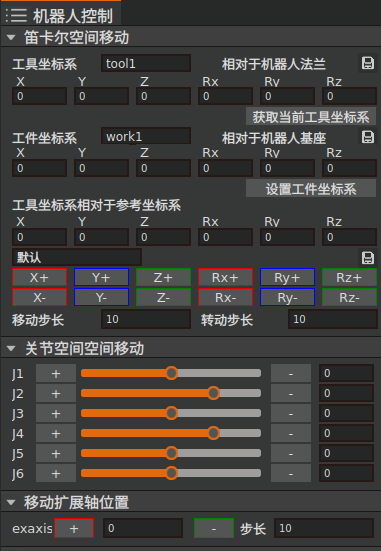 机器人控制
笛卡尔空间移动
工具坐标系 tool1 相对于机器人法兰
X Y Z Rx Ry Rz
0 0 0 0 0 0
获取当前工具坐标系
工件坐标系 work_1 相对于机器人基座
X Y Z Rx Ry Rz
0 0 0 0 0 0
设置工件坐标系
工具坐标系相对于参考坐标系
X Y Z Rx Ry Rz
0 0 0 0 0 0
默认
X+ Y+ Z+ Rx+ Ry+ Rz+
X- Y- Z- Rx- Ry- Rz-
移动步长 10 转动步长 10
关节空间空间移动
J1 + - 0
J2 + - 0
J3 + - 0
J4 + - 0
J5 + - 0
J6 + - 0
移动扩展轴位置
exaxis + 0 - 步长 10